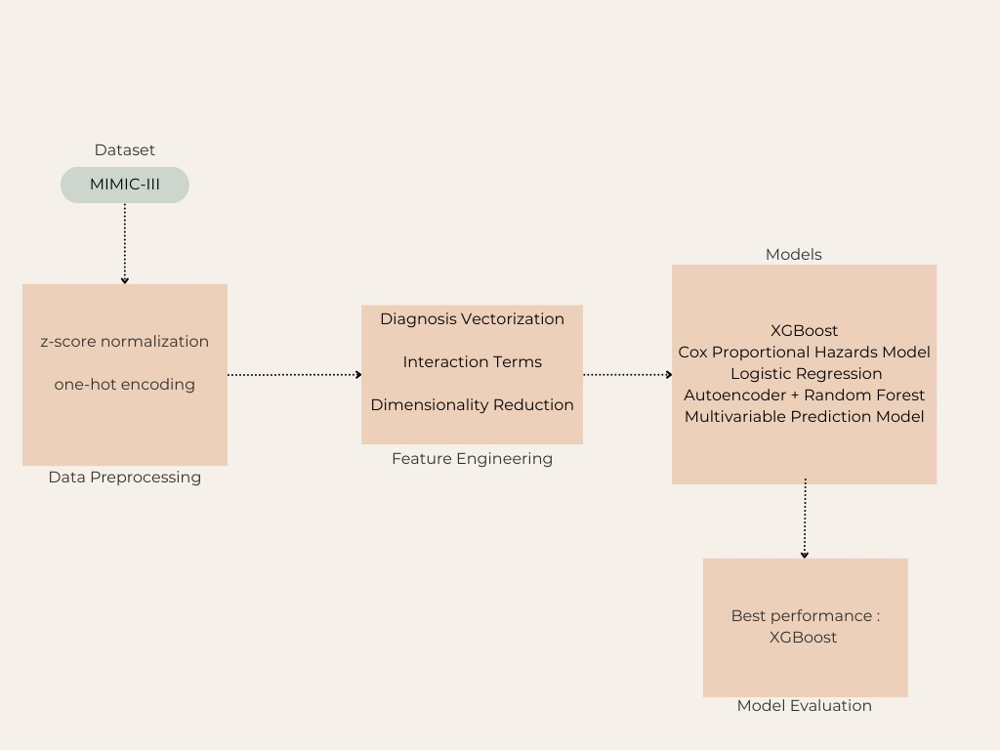 Dataset
MIMIC-III
z-score normalization
one-hot encoding
Data Preprocessing
Diagnosis Vectorization
Interaction Terms
Dimensionality Reduction
Feature Engineering
Models
XGBoost
Cox Proportional Hazards Model
Logistic Regression
Autoencoder + Random Forest
Multivariable Prediction Model
Best performance :
XGBoost
Model Evaluation